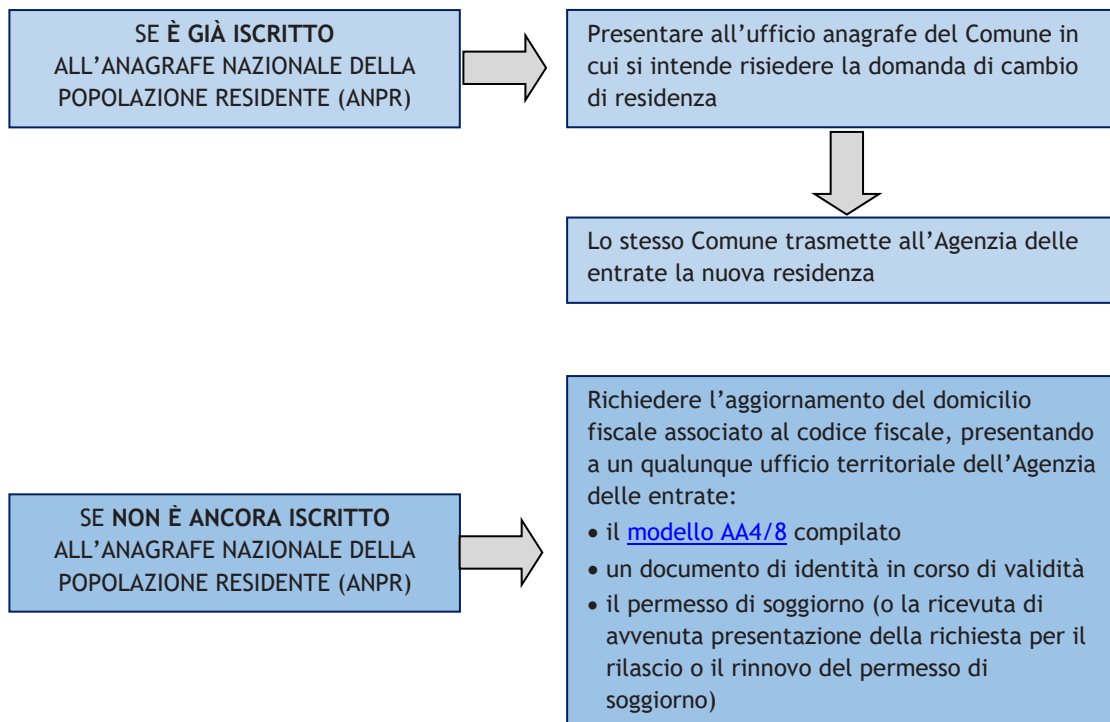 SE È GIÀ ISCRITTO
ALL’ANAGRAFE NAZIONALE DELLA
POPOLAZIONE RESIDENTE (ANPR)
Presentare all’ufficio anagrafe del Comune in
cui si intende risiedere la domanda di cambio
di residenza
Lo stesso Comune trasmette all’Agenzia delle
entrate la nuova residenza
SE NON È ANCORA ISCRITTO
ALL’ANAGRAFE NAZIONALE DELLA
POPOLAZIONE RESIDENTE (ANPR)
Richiedere l’aggiornamento del domicilio
fiscale associato al codice fiscale, presentando
a un qualunque ufficio territoriale dell’Agenzia
delle entrate:
• il modello AA4/8 compilato
• un documento di identità in corso di validità
• il permesso di soggiorno (o la ricevuta di
avvenuta presentazione della richiesta per il
rilascio o il rinnovo del permesso di
soggiorno)